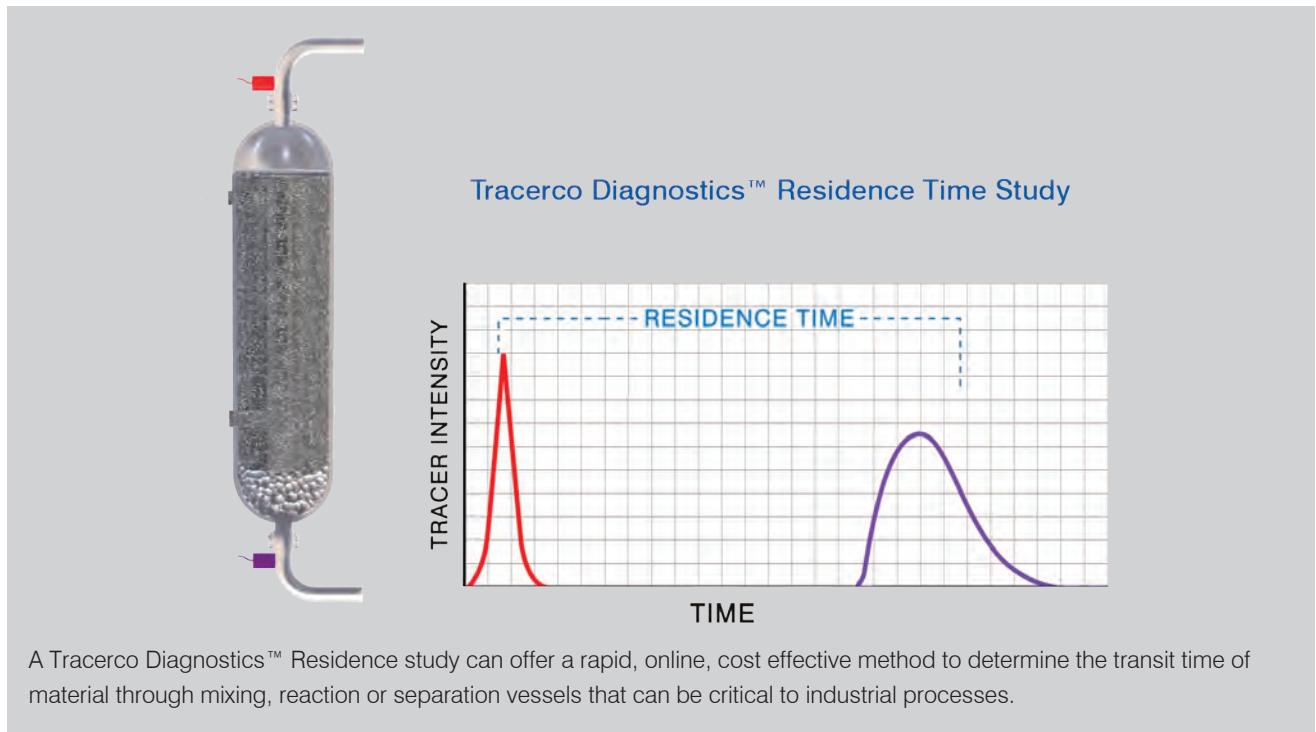 Tracerco Diagnostics™ Residence Time Study
RESIDENCE TIME
TRACER INTENSITY
TIME
A Tracerco Diagnostics™ Residence study can offer a rapid, online, cost effective method to determine the transit time of
material through mixing, reaction or separation vessels that can be critical to industrial processes.